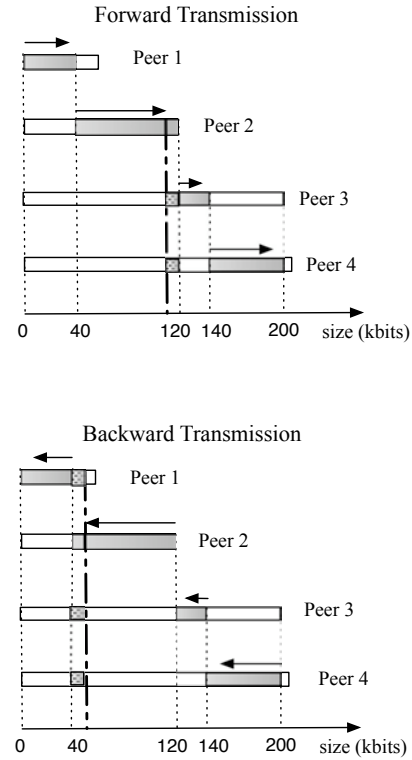 Forward Transmission
Peer 1
Peer 2
Peer 3
Peer 4
0 40 120 140 200 size (kbits)
Backward Transmission
Peer 1
Peer 2
Peer 3
Peer 4
0 40 120 140 200 size (kbits)